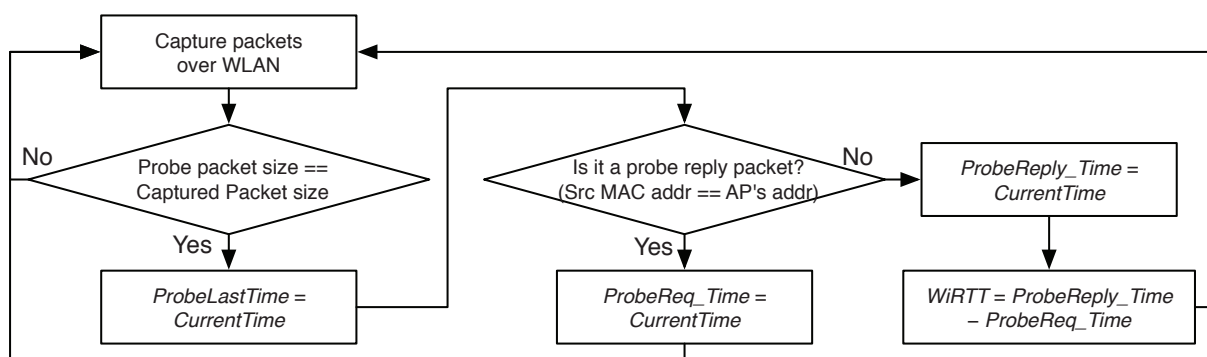 Capture packets
over WLAN
No
Probe packet size ==
Captured Packet size
Yes
ProbeLastTime =
CurrentTime
Is it a probe reply packet?
(Src MAC addr == AP's addr)
No
Yes
ProbeReq_Time =
CurrentTime
ProbeReply_Time =
CurrentTime
WiRTT = ProbeReply_Time
– ProbeReq_Time